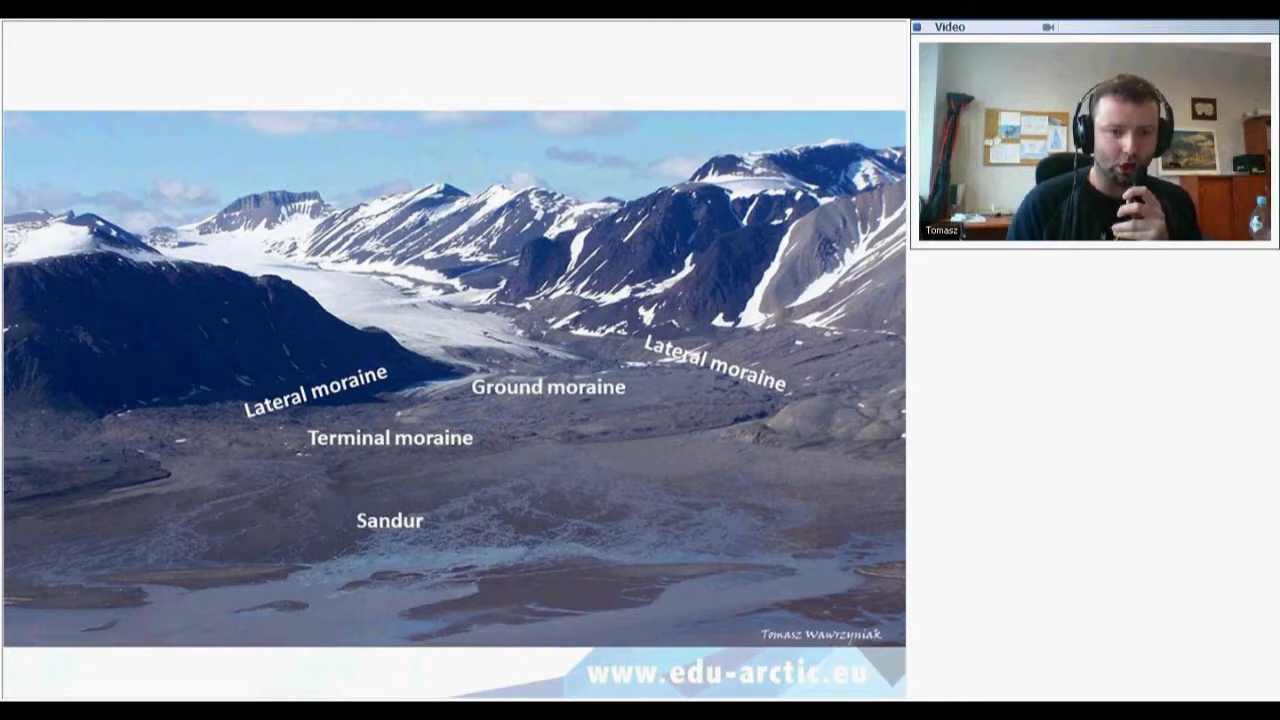 Video
Tomasz
Lateral moraine
Lateral moraine
Ground moraine
Terminal moraine
Sandur
Tomasz Wawrzyniak
www.edu-arctic.eu